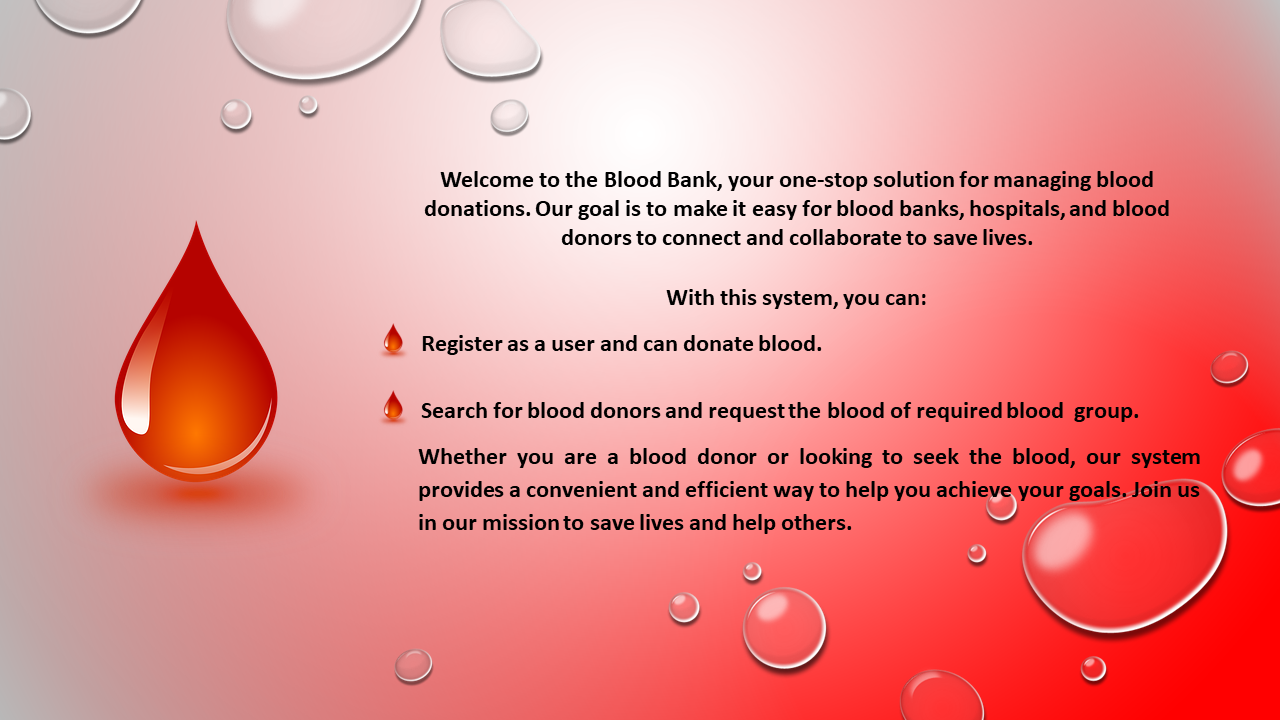 Welcome to the Blood Bank, your one-stop solution for managing blood
donations. Our goal is to make it easy for blood banks, hospitals, and blood
donors to connect and collaborate to save lives.
With this system, you can:
Register as a user and can donate blood.
Search for blood donors and request the blood of required blood group.
Whether you are a blood donor or looking to seek the blood, our system
provides a convenient and efficient way to help you achieve your goals. Join us
in our mission to save lives and help others.